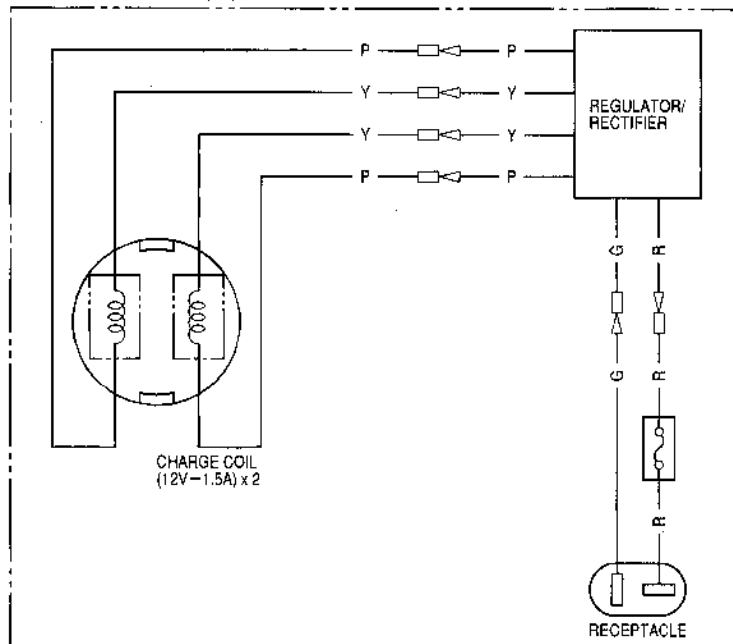 P P
Y Y
Y Y
P P
REGULATOR/
RECTIFIER
G R
G R
R
CHARGE COIL
(12V–1.5A) x 2
RECEPTACLE